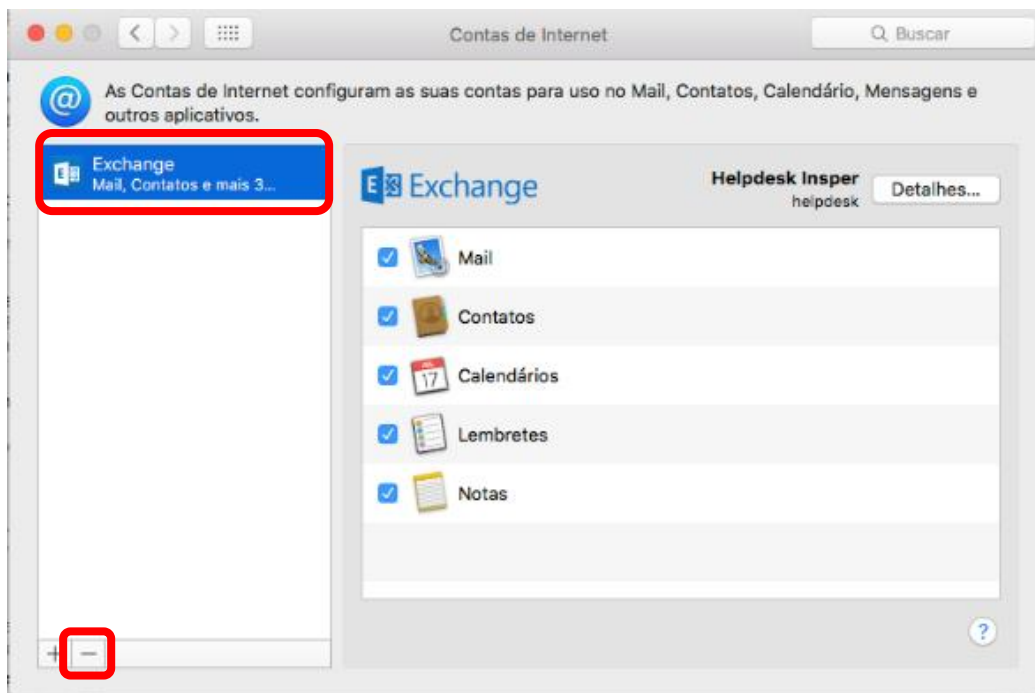 Contas de Internet
Buscar
As Contas de Internet configuram as suas contas para uso no Mail, Contatos, Calendário, Mensagens e
outros aplicativos.
Exchange
Mail, Contatos e mais 3...
E Exchange
Helpdesk Insper
helpdesk
Detalhes...
Mail
Contatos
17
Calendários
Lembretes
Notas
?
+ −